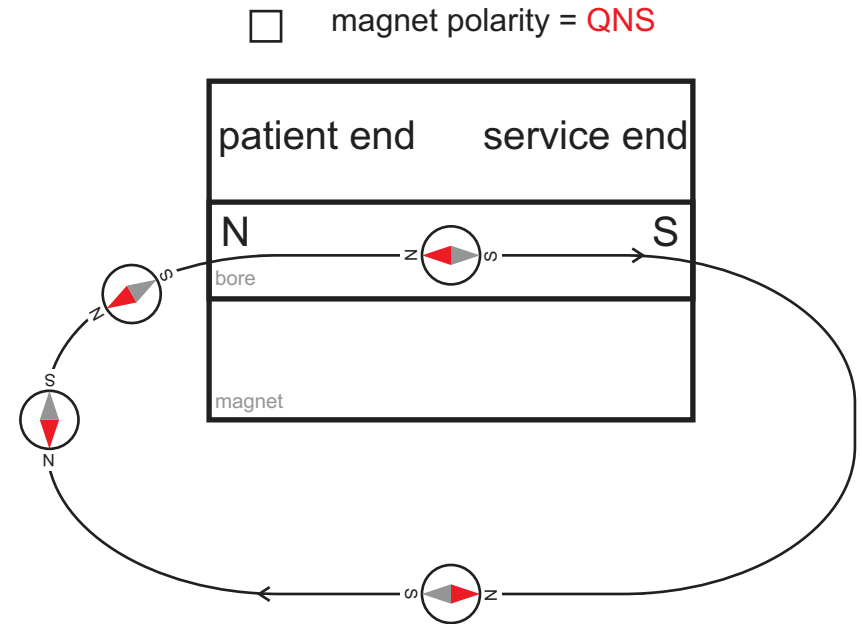 magnet polarity = QNS
patient end service end
N S
bore
N S
S
N
magnet
S
N
S N